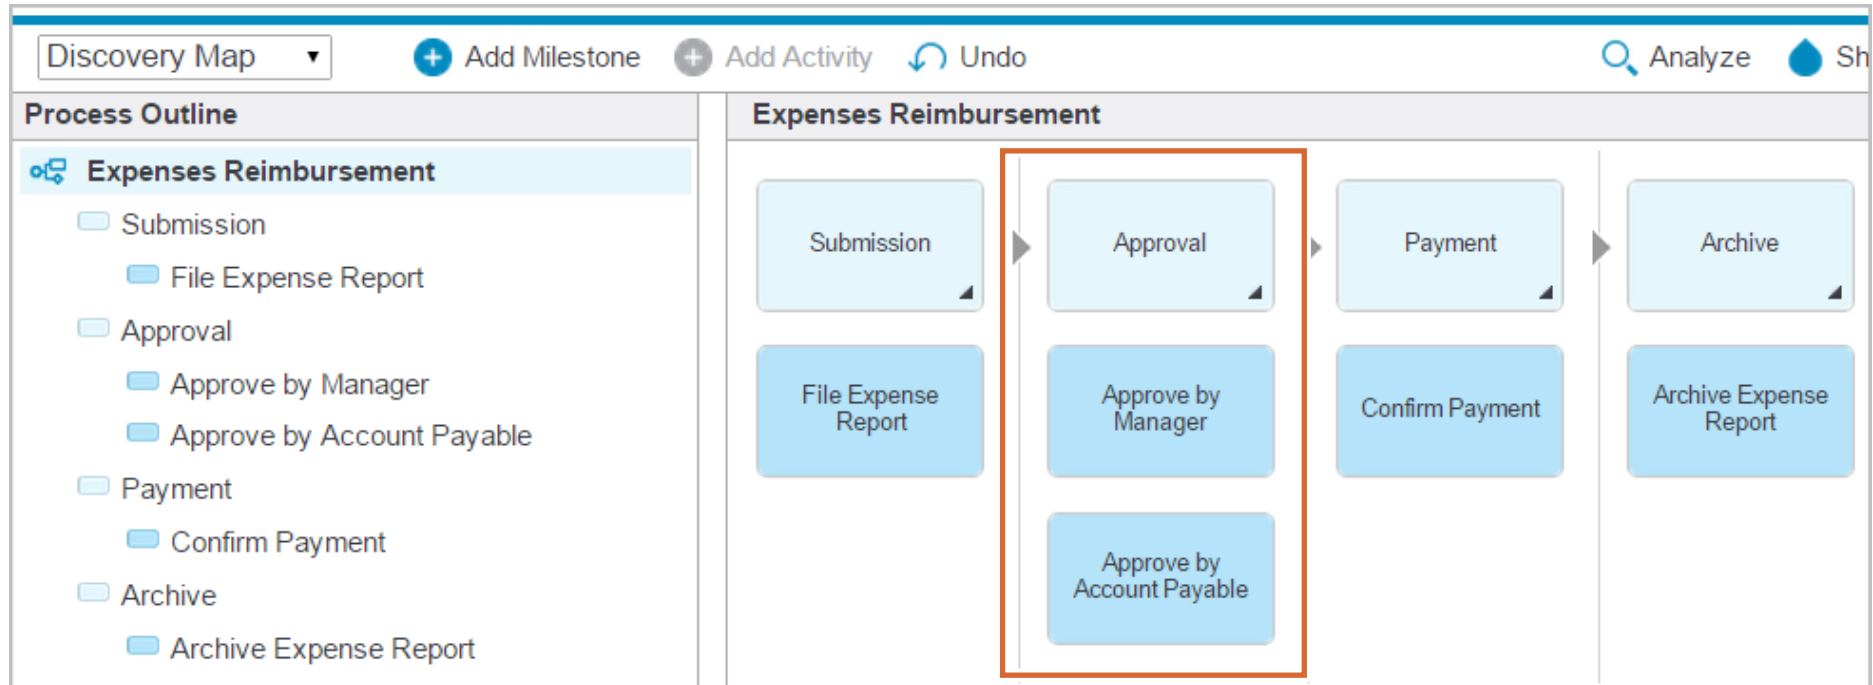 Discovery Map
Add Milestone
Add Activity
Undo
Analyze
Sh
Process Outline
Expenses Reimbursement
Submission
File Expense Report
Approval
Approve by Manager
Approve by Account Payable
Payment
Confirm Payment
Archive
Archive Expense Report
Expenses Reimbursement
Submission
Approval
Payment
Archive
File Expense
Report
Approve by
Manager
Confirm Payment
Archive Expense
Report
Approve by
Account Payable